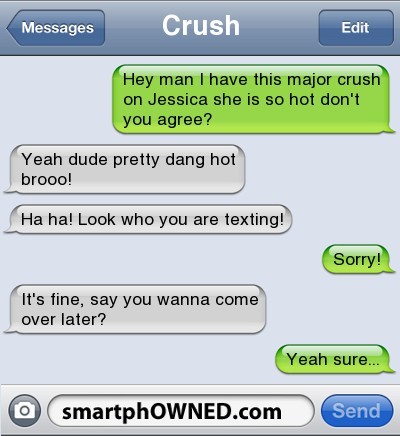 Messages
Crush
Edit
Hey man I have this major crush
on Jessica she is so hot don't
you agree?
Yeah dude pretty dang hot
brooo!
Ha ha! Look who you are texting!
Sorry!
It's fine, say you wanna come
over later?
Yeah sure...
smartphOWNED.com
Send